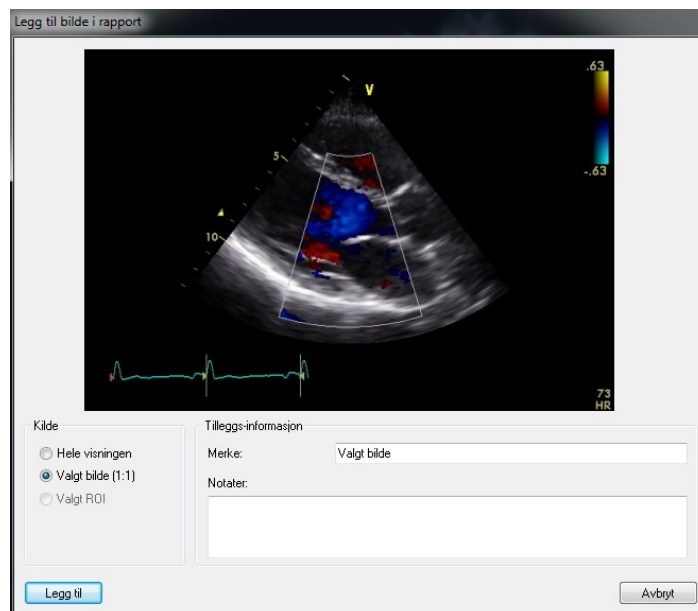 Legg til bilde i rapport
V
.63
-.63
5
10
73
HR
Kilde
Hele visningen
Valgt bilde (1:1)
Valgt ROI
Tilleggs-informasjon
Merke:
Valgt bilde
Notater:
Legg til
Avbryt